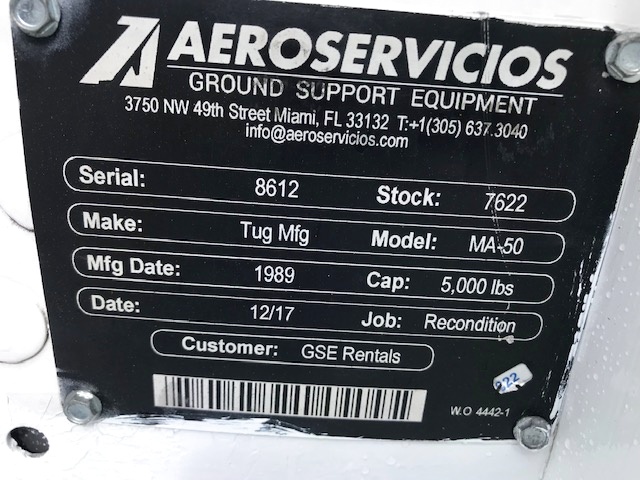 AEROSERVICIOS
GROUND SUPPORT EQUIPMENT
3750 NW 49th Street Miami, FL 33132 T:+1(305) 637.3040
info@aeroservicios.com
Serial: 8612 Stock: 7622
Make: Tug Mfg Model: MA-50
Mfg Date: 1989 Cap: 5,000 lbs
Date: 12/17 Job: Recondition
Customer: GSE Rentals
222
W.O 4442-1